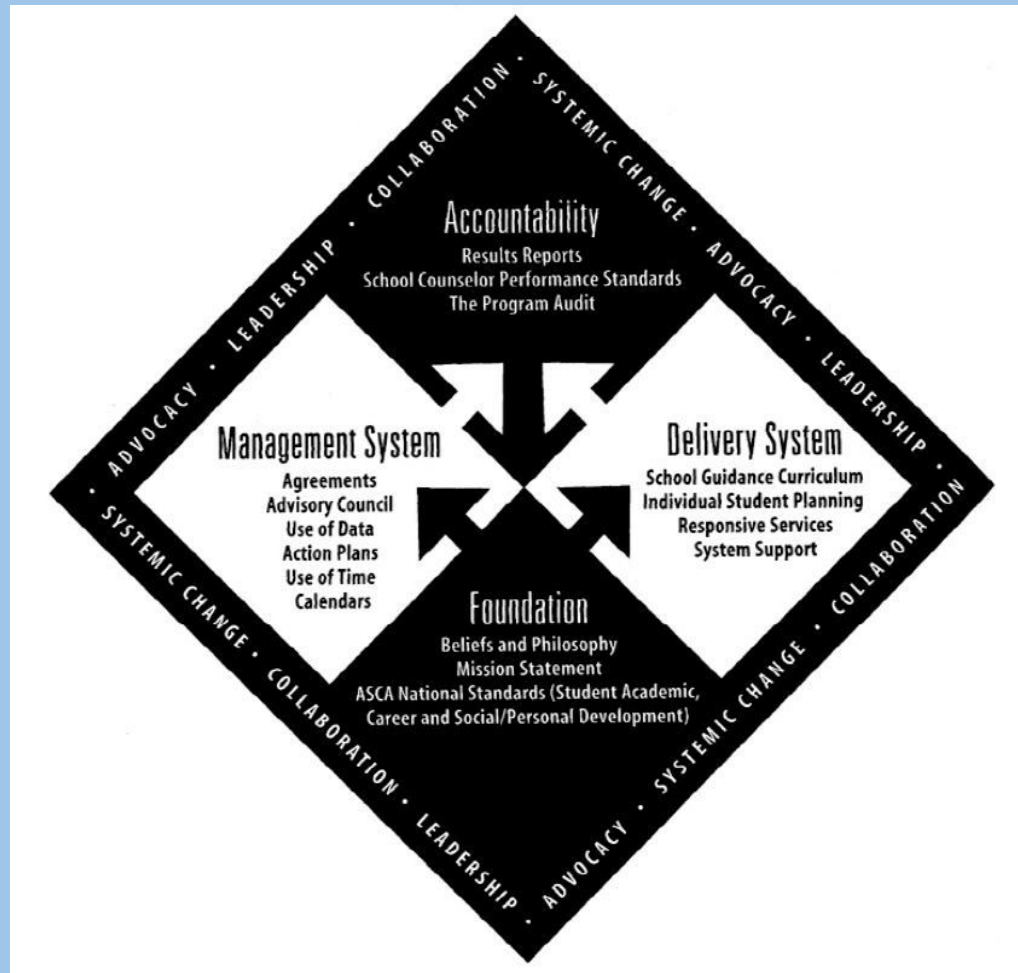 ADVOCACY • LEADERSHIP • COLLABORATION •
SYSTEMIC CHANGE • ADVOCACY • LEADERSHIP •
Accountability
Results Reports
School Counselor Performance Standards
The Program Audit
Management System
Agreements
Advisory Council
Use of Data
Action Plans
Use of Time
Calendars
Delivery System
School Guidance Curriculum
Individual Student Planning
Responsive Services
System Support
Foundation
Beliefs and Philosophy
Mission Statement
ASCA National Standards (Student Academic,
Career and Social/Personal Development)
• SYSTEMIC CHANGE • COLLABORATION • LEADERSHIP •
ADVOCACY • SYSTEMIC CHANGE • COLLABORATION